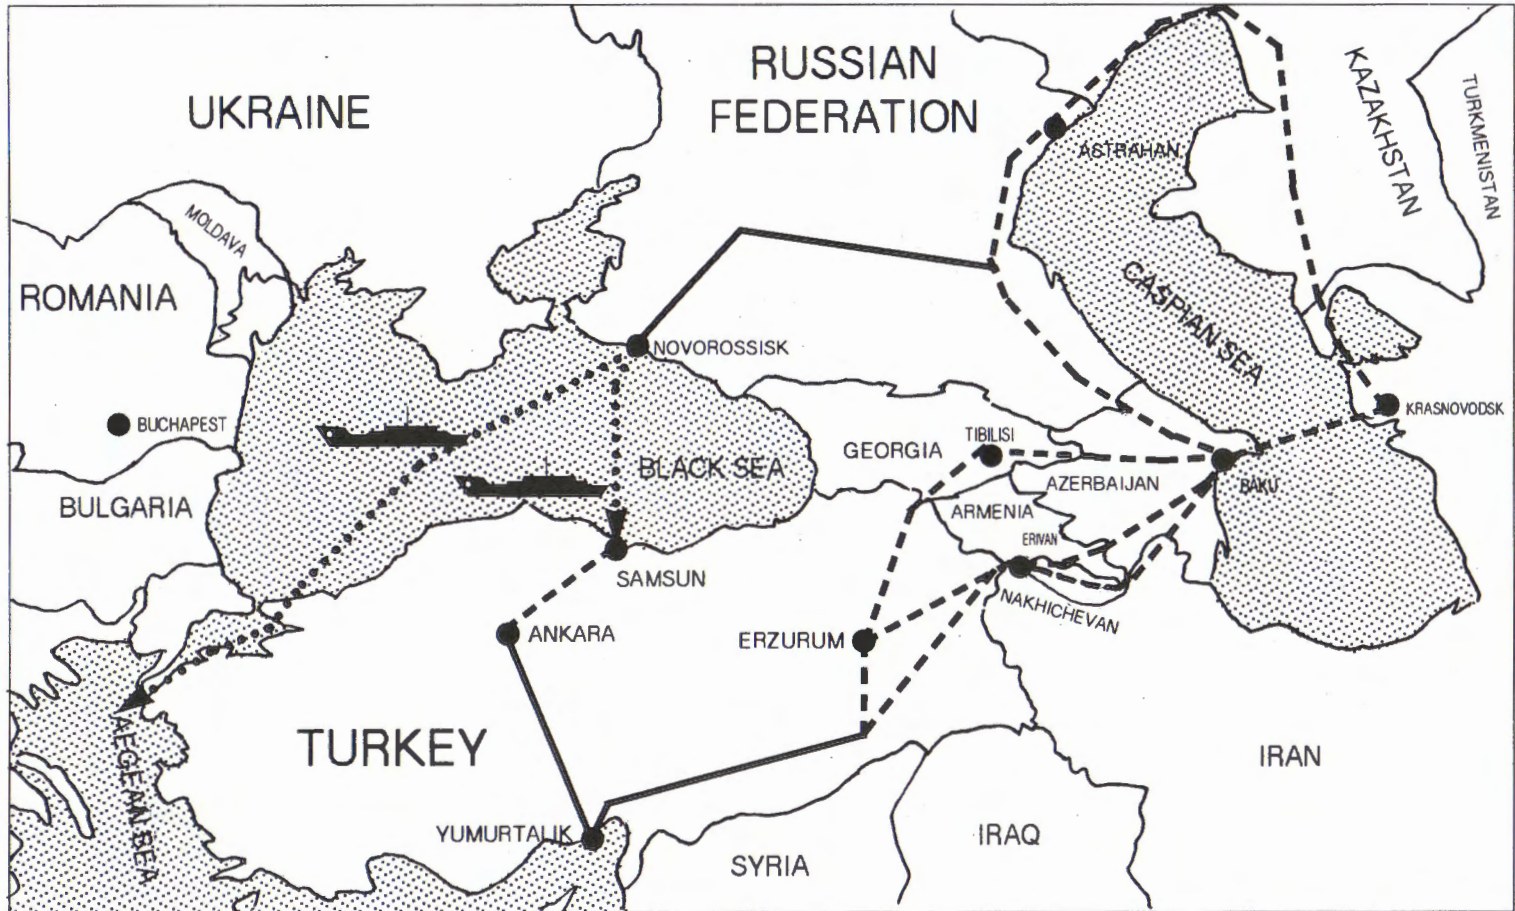 UKRAINE
RUSSIAN
FEDERATION
KAZAKHSTAN
TURKMENISTAN
ASTRAHAN
MOLDAVA
ROMANIA
CASPIAN SEA
NOVOROSSISK
KRASNOVODSK
BUCHAPEST
GEORGIA
TIBILISI
BLACK SEA
AZERBAIJAN
BAKU
BULGARIA
ARMENIA
ERIVAN
SAMSUN
NAKHICHEVAN
ANKARA
ERZURUM
TURKEY
AEGEAN SEA
IRAN
YUMURTALIK
IRAQ
SYRIA